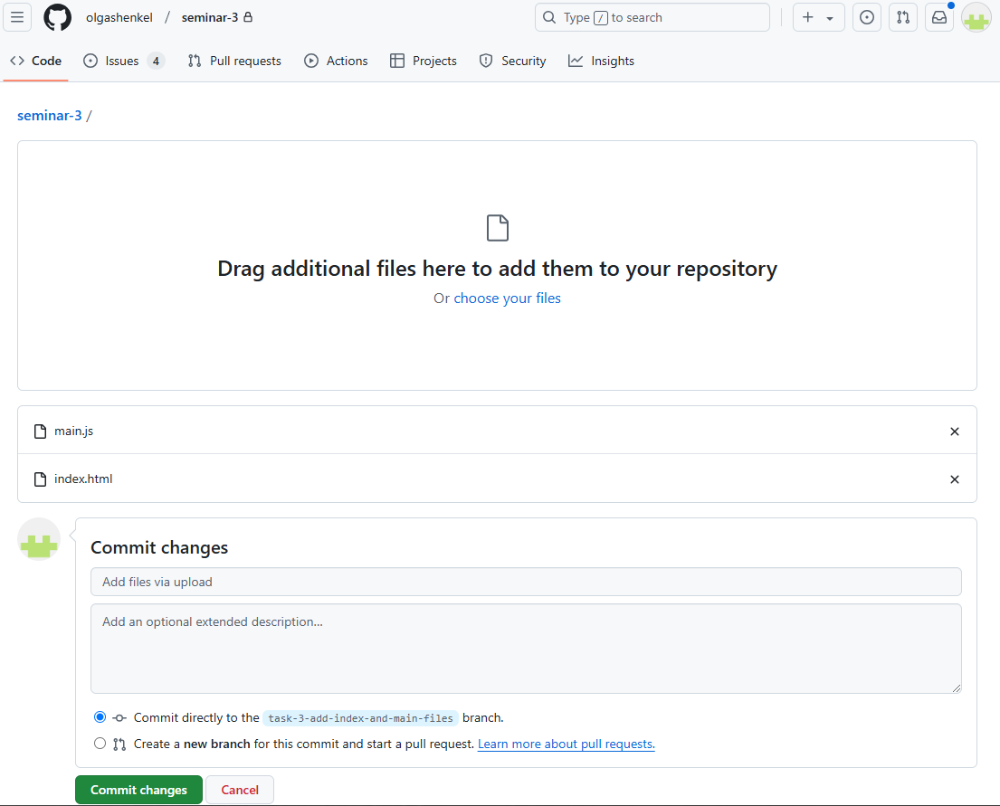 olgashenkel / seminar-3
Type / to search
Code
Issues 4
Pull requests
Actions
Projects
Security
Insights
seminar-3 /
Drag additional files here to add them to your repository
Or choose your files
main.js
index.html
Commit changes
Add files via upload
Add an optional extended description...
Commit directly to the task-3-add-index-and-main-files branch.
Create a new branch for this commit and start a pull request. Learn more about pull requests.
Commit changes
Cancel